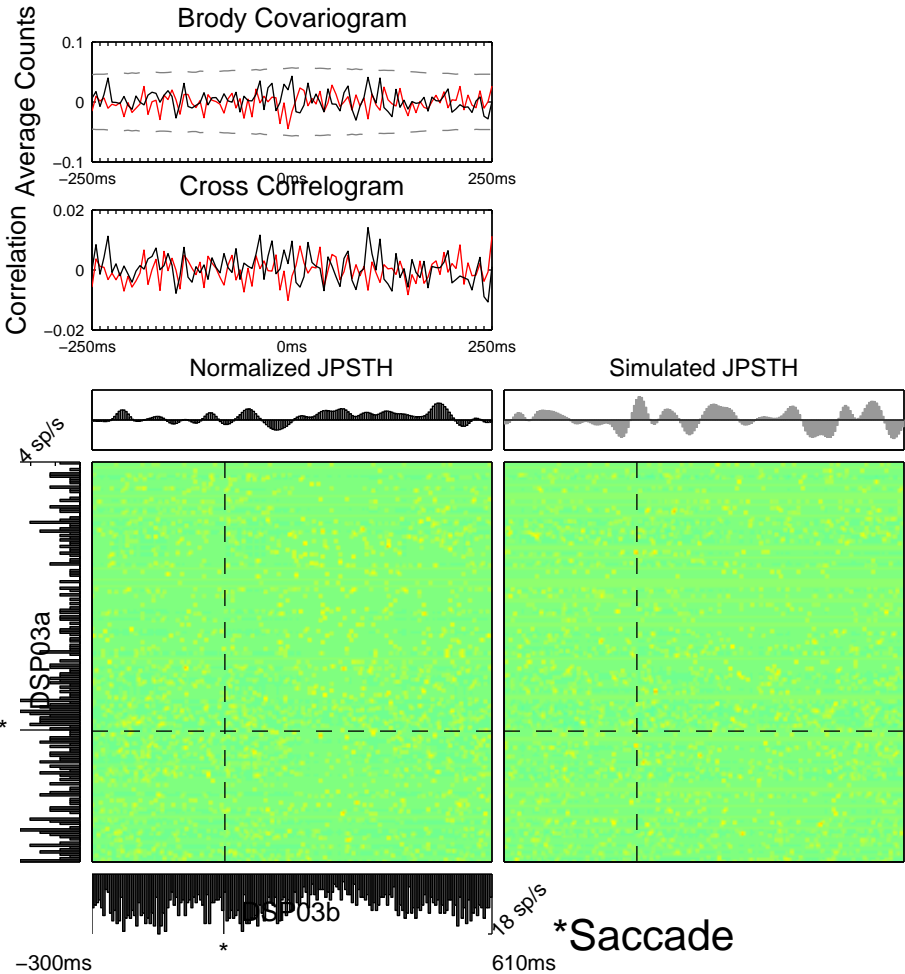 Brody Covariogram
Average Counts
0.1
0
−0.1
−250ms
0ms
250ms
Cross Correlogram
Correlation
0.02
0
−0.02
−250ms
0ms
250ms
Normalized JPSTH
Simulated JPSTH
4 sp/s
DSP03a
*
DSP03b
18 sp/s
*
*Saccade
−300ms
610ms